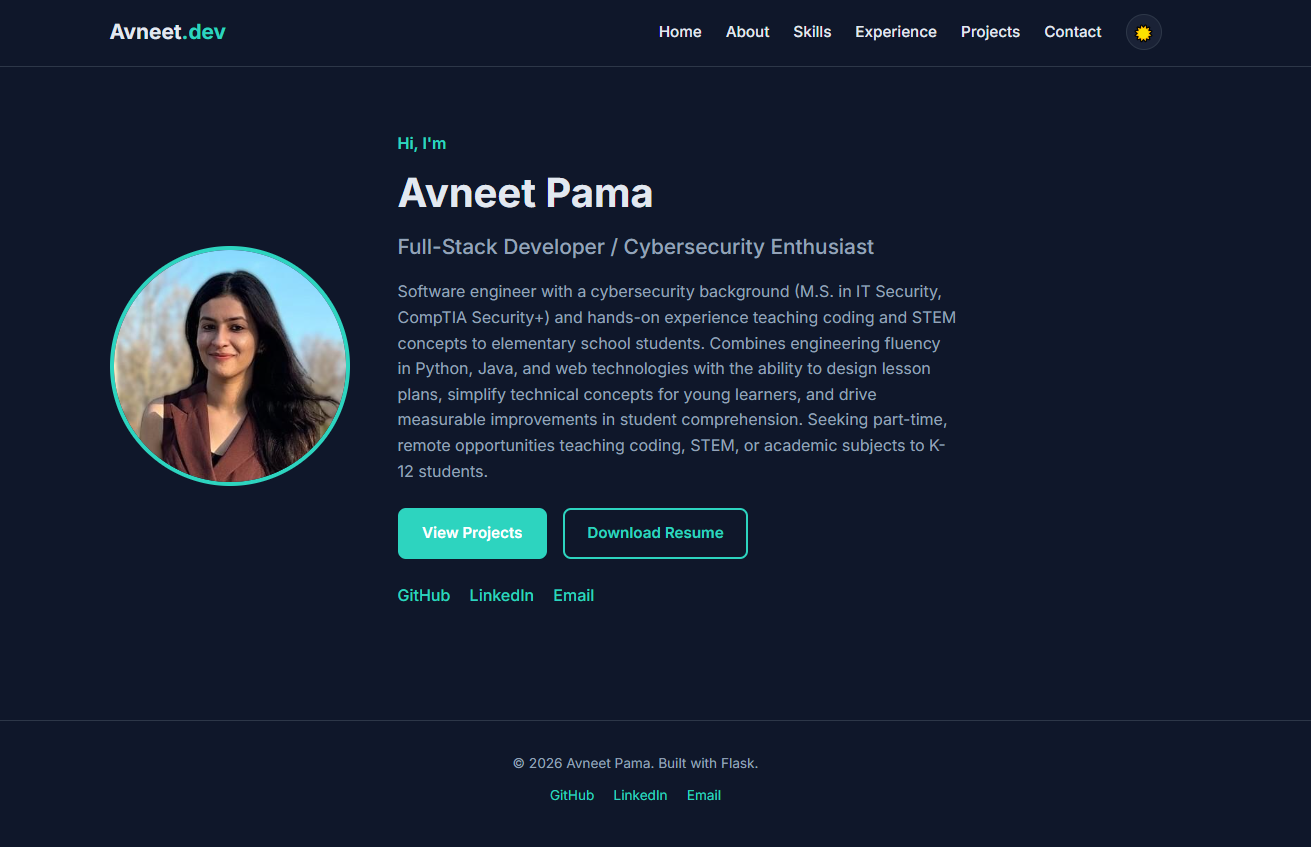 Avneet.dev
Home About Skills Experience Projects Contact
Hi, I'm
Avneet Pama
Full-Stack Developer / Cybersecurity Enthusiast
Software engineer with a cybersecurity background (M.S. in IT Security,
CompTIA Security+) and hands-on experience teaching coding and STEM
concepts to elementary school students. Combines engineering fluency
in Python, Java, and web technologies with the ability to design lesson
plans, simplify technical concepts for young learners, and drive
measurable improvements in student comprehension. Seeking part-time,
remote opportunities teaching coding, STEM, or academic subjects to K-
12 students.
View Projects Download Resume
GitHub LinkedIn Email
© 2026 Avneet Pama. Built with Flask.
GitHub LinkedIn Email